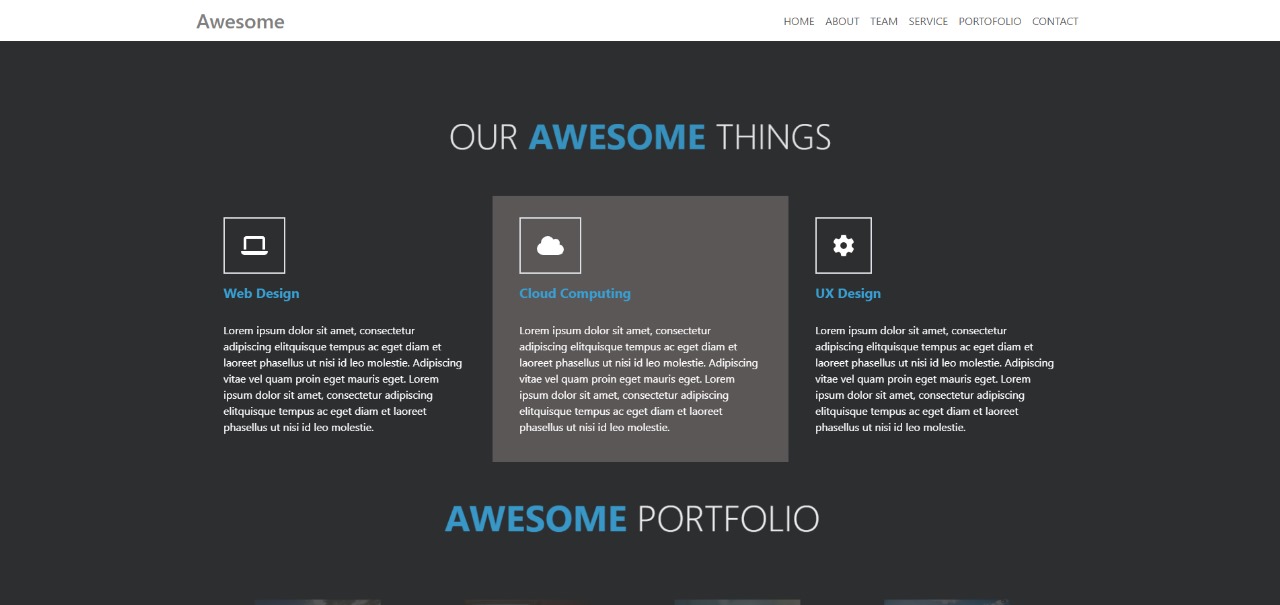 Awesome
HOME ABOUT TEAM SERVICE PORTOFOLIO CONTACT
OUR AWESOME THINGS
Web Design
Lorem ipsum dolor sit amet, consectetur
adipiscing elitquisque tempus ac eget diam et
laoreet phasellus ut nisi id leo molestie. Adipiscing
vitae vel quam proin eget mauris eget. Lorem
ipsum dolor sit amet, consectetur adipiscing
elitquisque tempus ac eget diam et laoreet
phasellus ut nisi id leo molestie.
Cloud Computing
Lorem ipsum dolor sit amet, consectetur
adipiscing elitquisque tempus ac eget diam et
laoreet phasellus ut nisi id leo molestie. Adipiscing
vitae vel quam proin eget mauris eget. Lorem
ipsum dolor sit amet, consectetur adipiscing
elitquisque tempus ac eget diam et laoreet
phasellus ut nisi id leo molestie.
UX Design
Lorem ipsum dolor sit amet, consectetur
adipiscing elitquisque tempus ac eget diam et
laoreet phasellus ut nisi id leo molestie. Adipiscing
vitae vel quam proin eget mauris eget. Lorem
ipsum dolor sit amet, consectetur adipiscing
elitquisque tempus ac eget diam et laoreet
phasellus ut nisi id leo molestie.
AWESOME PORTFOLIO